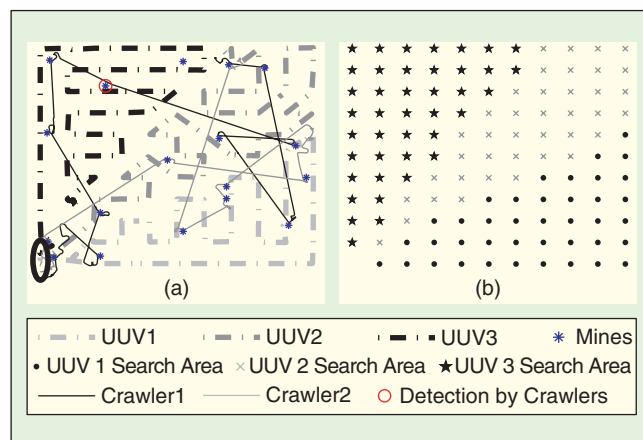 (a) (b)
UUV1 UUV2 UUV3 Mines
UUV 1 Search Area UUV 2 Search Area UUV 3 Search Area
Crawler1 Crawler2 Detection by Crawlers